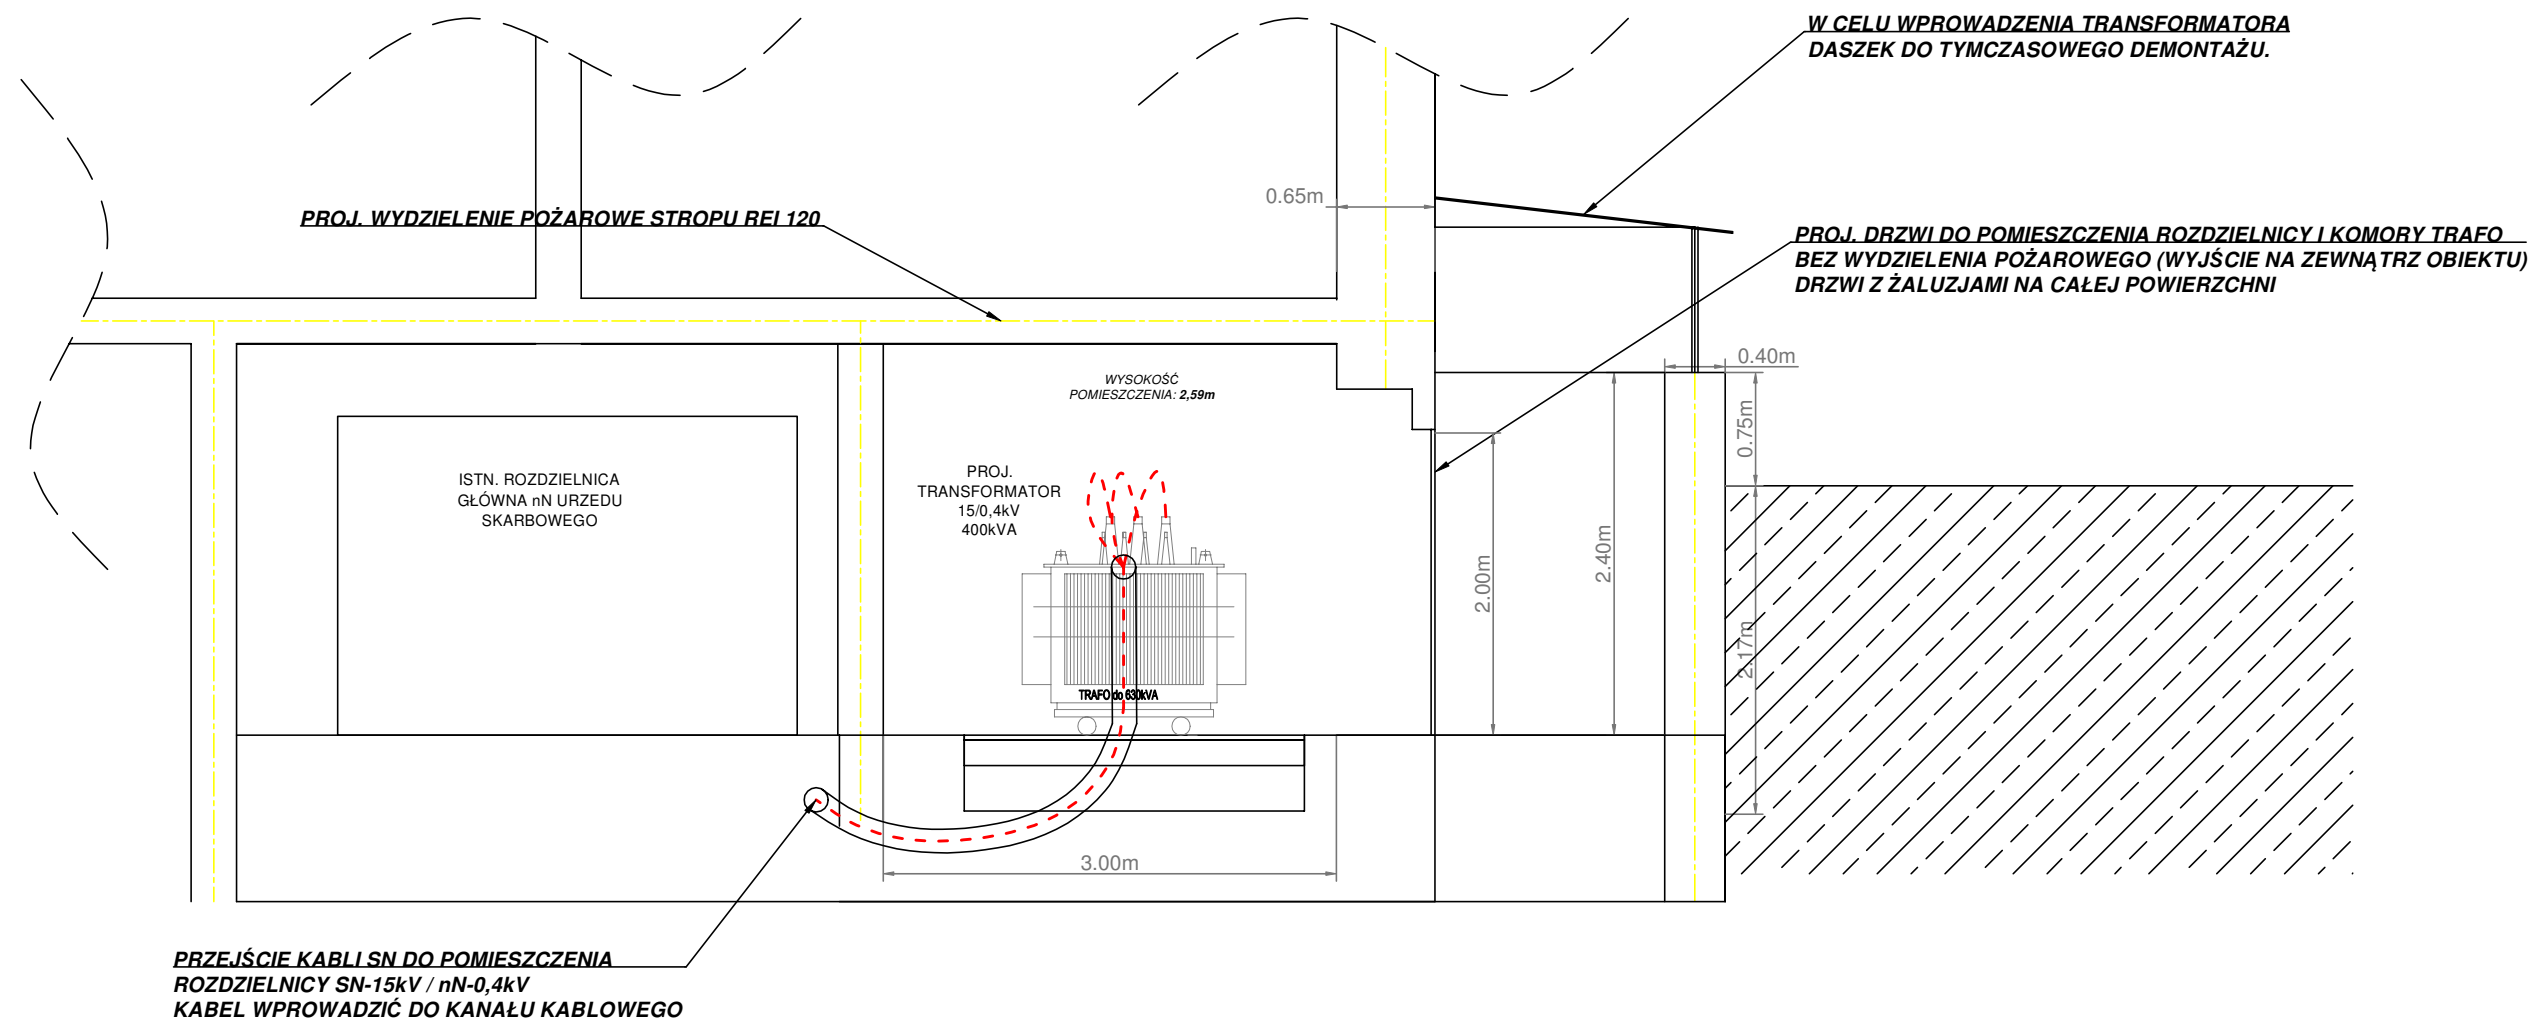 W CELU WPROWADZENIA TRANSFORMATORA
DASZEK DO TYMCZASOWEGO DEMONTAŻU.
0.65m
PROJ. WYDZIELENIE POŻAROWE STROPU REI 120
PROJ. DRZWI DO POMIESZCZENIA ROZDZIELNICY I KOMORY TRAFO
BEZ WYDZIELENIA POŻAROWEGO (WYJŚCIE NA ZEWNĄTRZ OBIEKTU)
DRZWI Z ŻALUZJAMI NA CAŁEJ POWIERZCHNI
0.40m
WYSOKOŚĆ
POMIESZCZENIA: 2,59m
0.75m
ISTN. ROZDZIELNICA
GŁÓWNA nN URZEDU
SKARBOWEGO
PROJ.
TRANSFORMATOR
15/0,4kV
400kVA
2.00m
2.40m
2.17m
TRAFO do 630kVA
3.00m
PRZEJŚCIE KABLI SN DO POMIESZCZENIA
ROZDZIELNICY SN-15kV / nN-0,4kV
KABEL WPROWADZIĆ DO KANAŁU KABLOWEGO